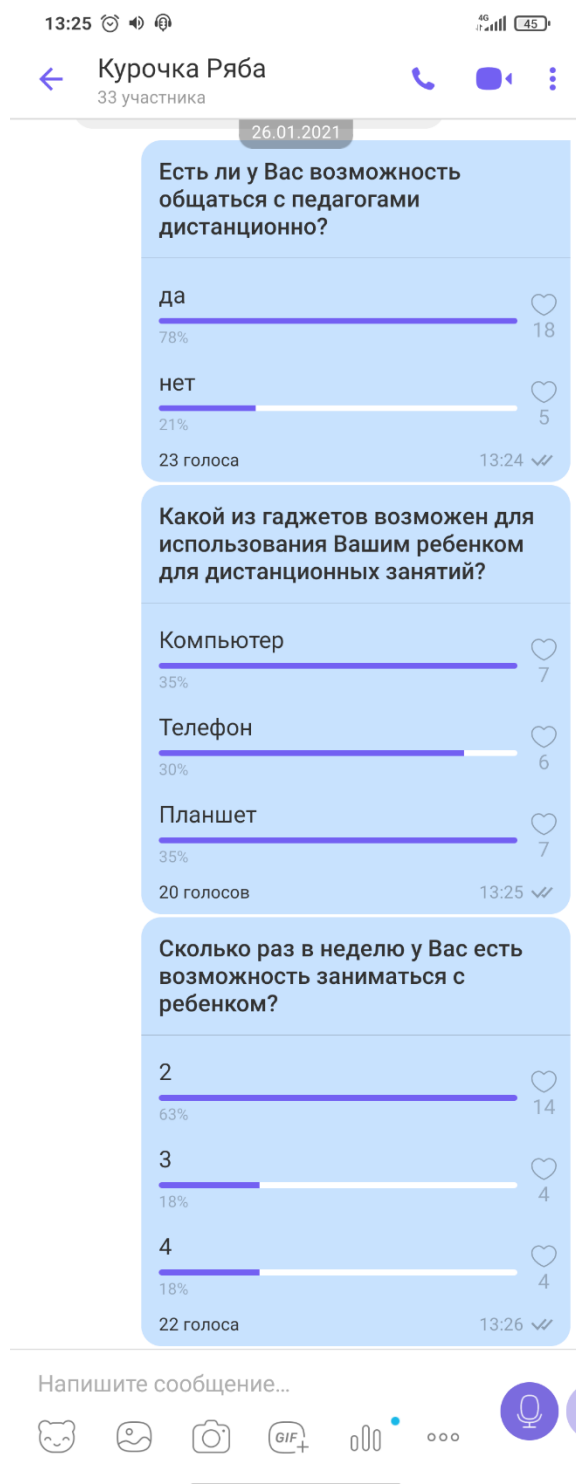 13:25
4G
45
Курочка Ряба
33 участника
26.01.2021
Есть ли у Вас возможность
общаться с педагогами
дистанционно?
да
18
78%
нет
5
21%
23 голоса
13:24
Какой из гаджетов возможен для
использования Вашим ребенком
для дистанционных занятий?
Компьютер
7
35%
Телефон
6
30%
Планшет
7
35%
20 голосов
13:25
Сколько раз в неделю у Вас есть
возможность заниматься с
ребенком?
2
14
63%
3
4
18%
4
4
18%
22 голоса
13:26
Напишите сообщение...
GIF